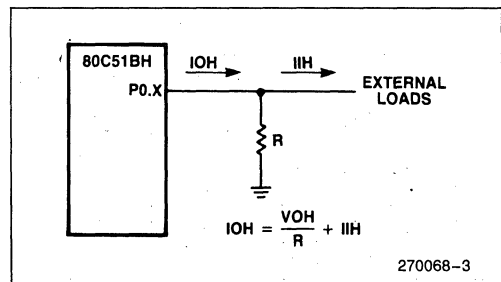 80C51BH
IOH
IIH
P0.X
EXTERNAL
LOADS
R
IOH = VOH/R + IIH
270068-3